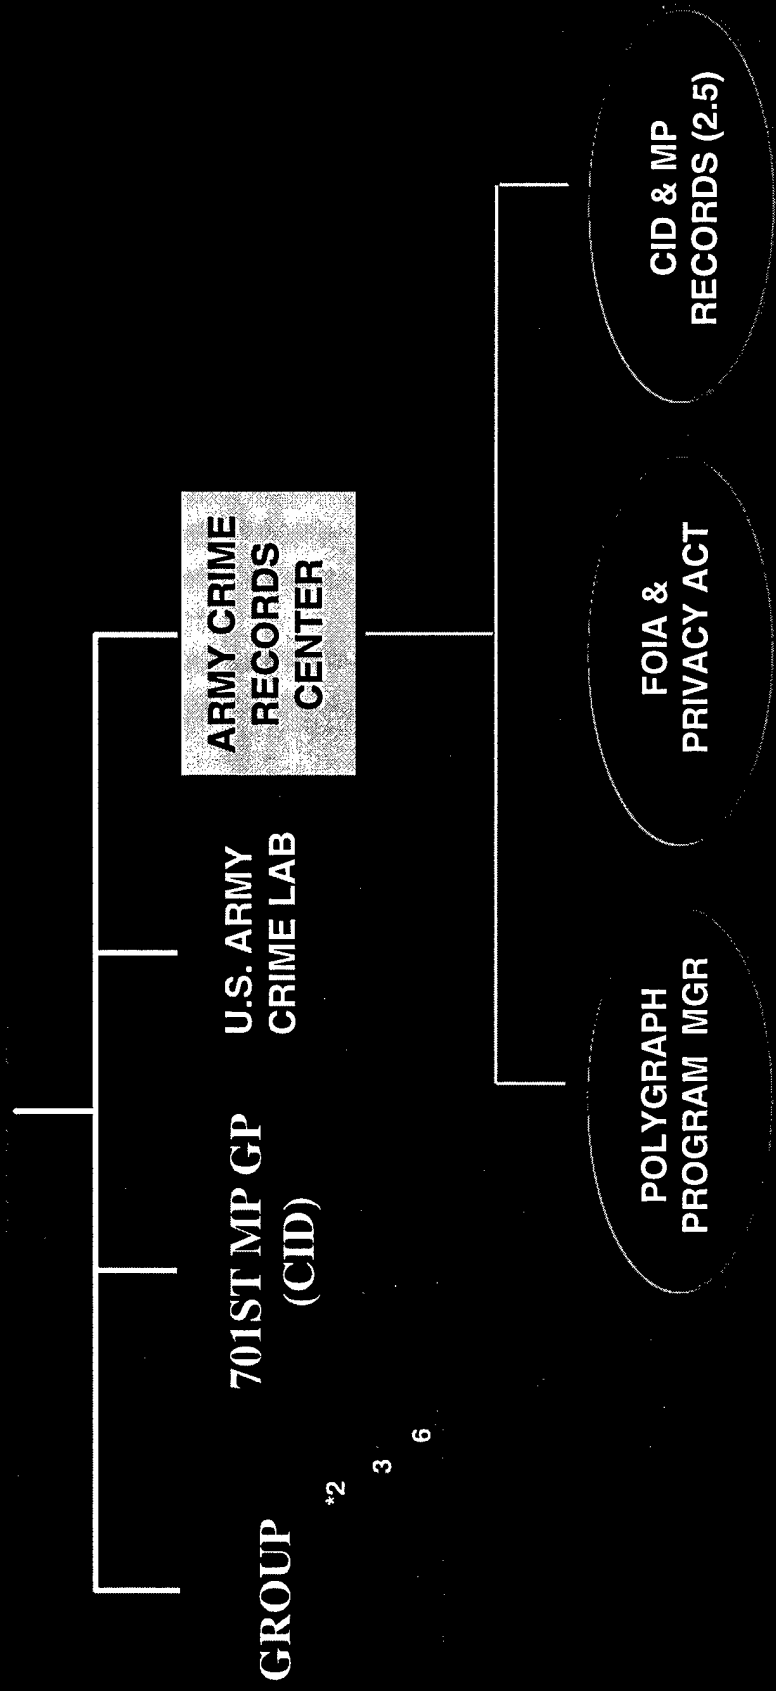 GROUP
*2
3
6
701ST MP GP
(CID)
U.S. ARMY
CRIME LAB
ARMY CRIME
RECORDS
CENTER
POLYGRAPH
PROGRAM MGR
FOIA &
PRIVACY ACT
CID & MP
RECORDS (2.5)